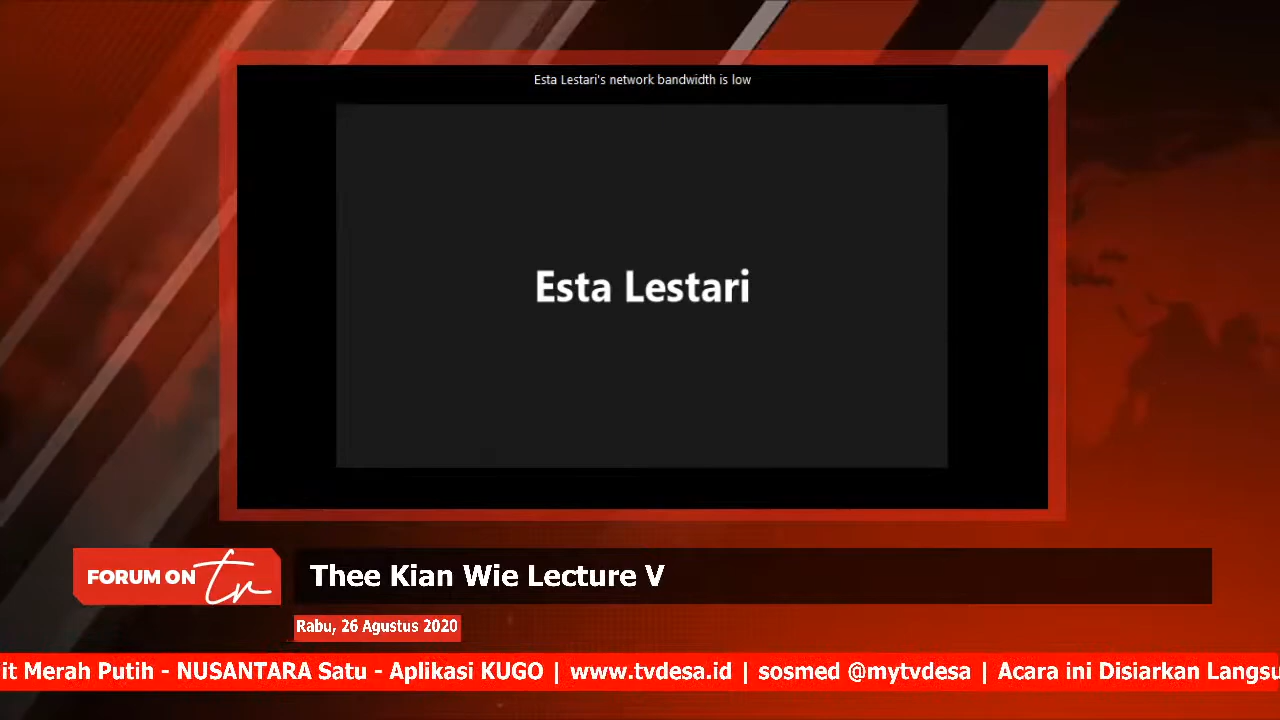 Esta Lestari's network bandwidth is low
Esta Lestari
FORUM ON tv
Thee Kian Wie Lecture V
Rabu, 26 Agustus 2020
it Merah Putih - NUSANTARA Satu - Aplikasi KUGO | www.tvdesa.id | sosmed @mytvdesa | Acara ini Disiarkan Langsu